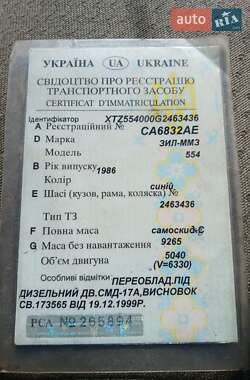 AUTO
RIA
УКРАЇНА UA UKRAINE
СВІДОЦТВО ПРО РЕЄСТРАЦІЮ
ТРАНСПОРТНОГО ЗАСОБУ
CERTIFICAT D'IMMATRICULATION
Ідентифікатор XTZ554000G2463436
A Реєстраційний № СА6832АЕ
D Марка ЗИЛ-ММЗ
Модель 554
B Рік випуску 1986
Колір синій
E Шасі (кузов, рама, коляска) № 2463436
Тип ТЗ
самоскид-С
F Повна маса 9265
G Маса без навантаження
Об'єм двигуна 5040
(V=6330)
Особливі відмітки ПЕРЕОБЛАД.ПІД
ДИЗЕЛЬНИЙ ДВ.СМД-17А,ВИСНОВОК
СВ.173565 ВІД 19.12.1999Р.
РСА № 265894